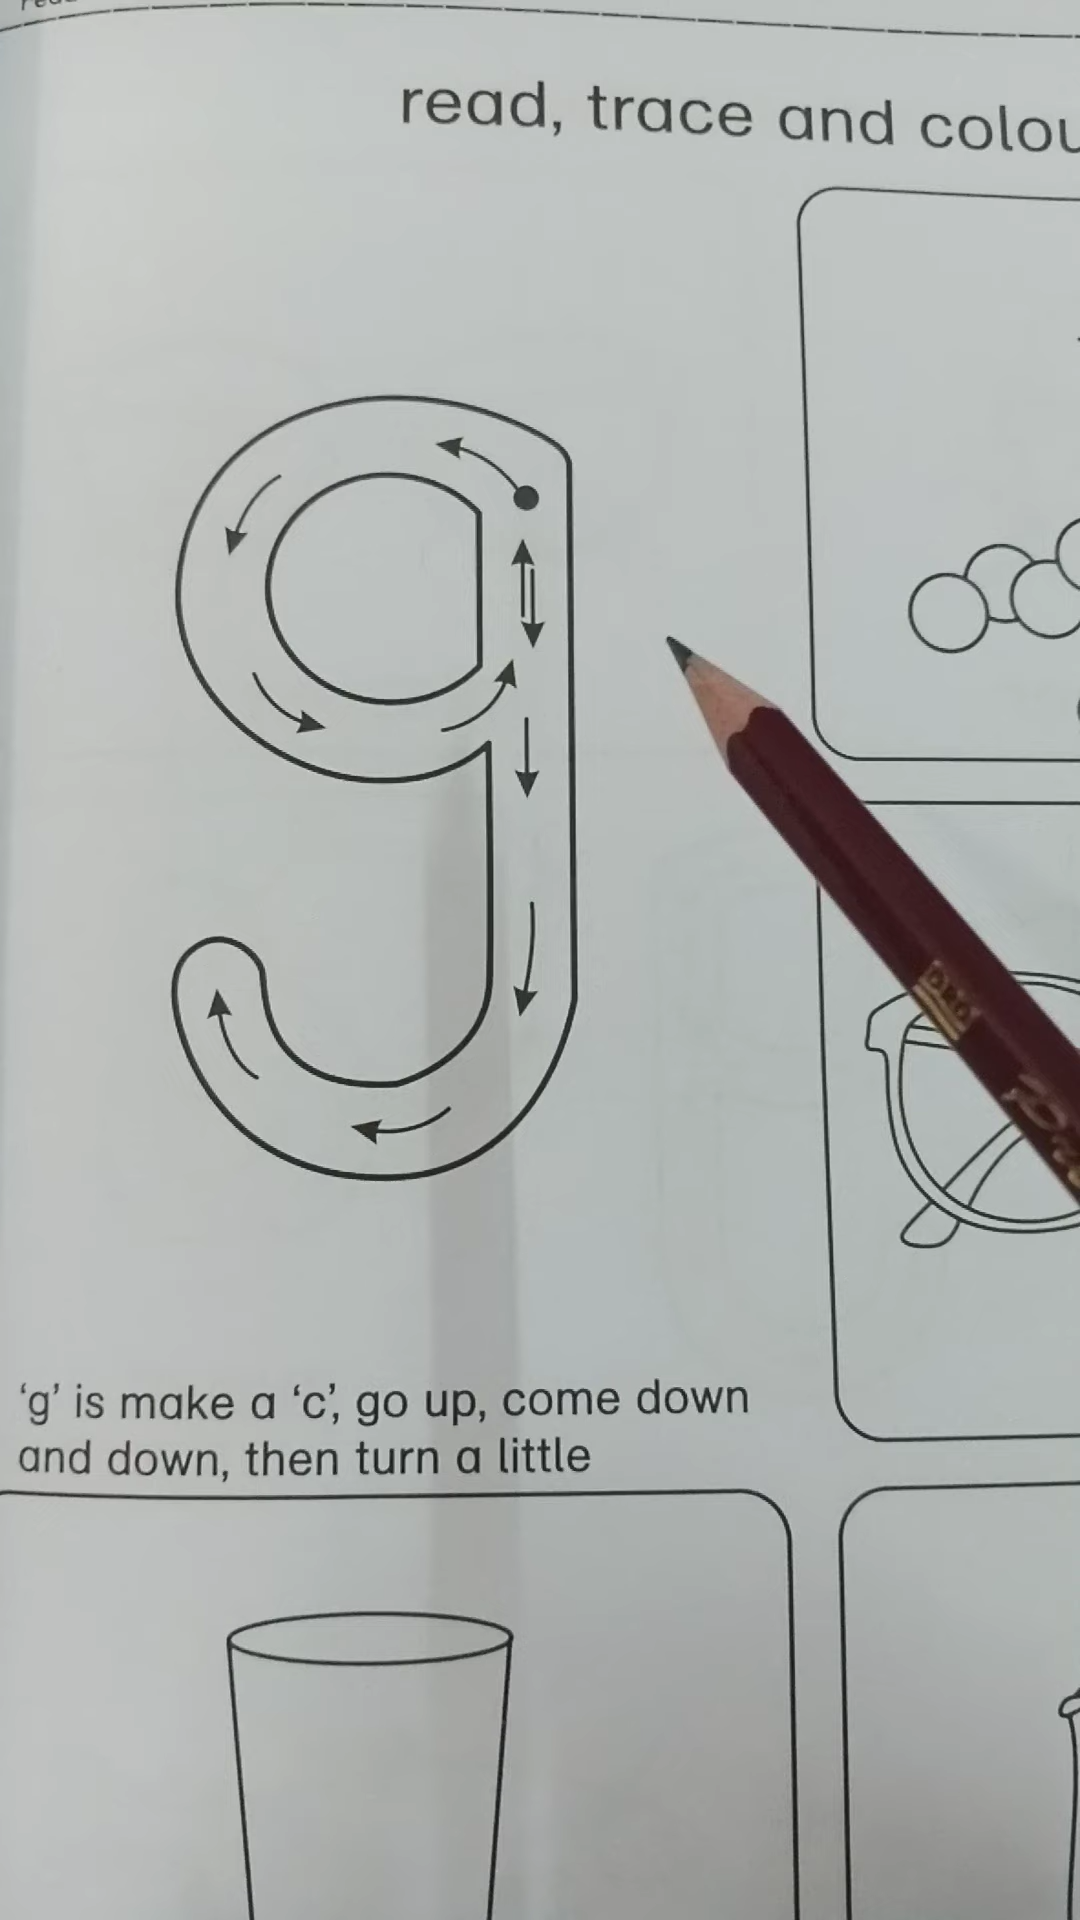 read, trace and colou
‘g’ is make a ‘c’, go up, come down
and down, then turn a little